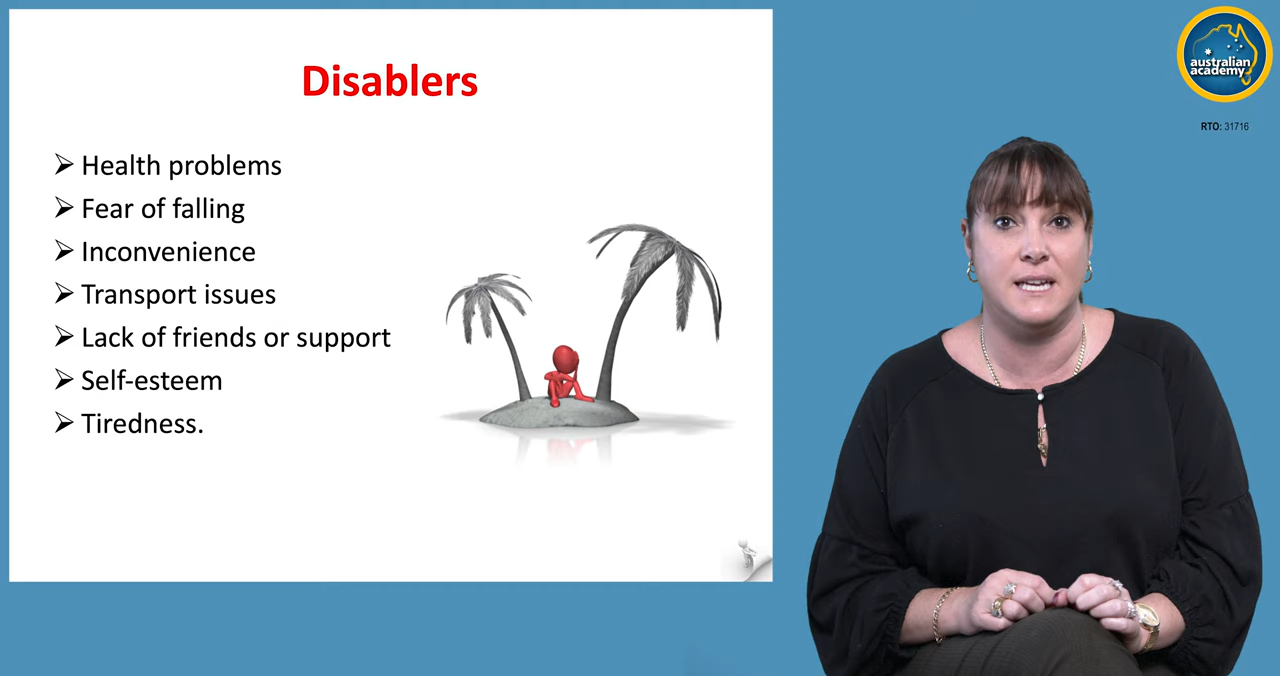 Disablers
➢ Health problems
➢ Fear of falling
➢ Inconvenience
➢ Transport issues
➢ Lack of friends or support
➢ Self-esteem
➢ Tiredness.
australian
academy
RTO: 31716